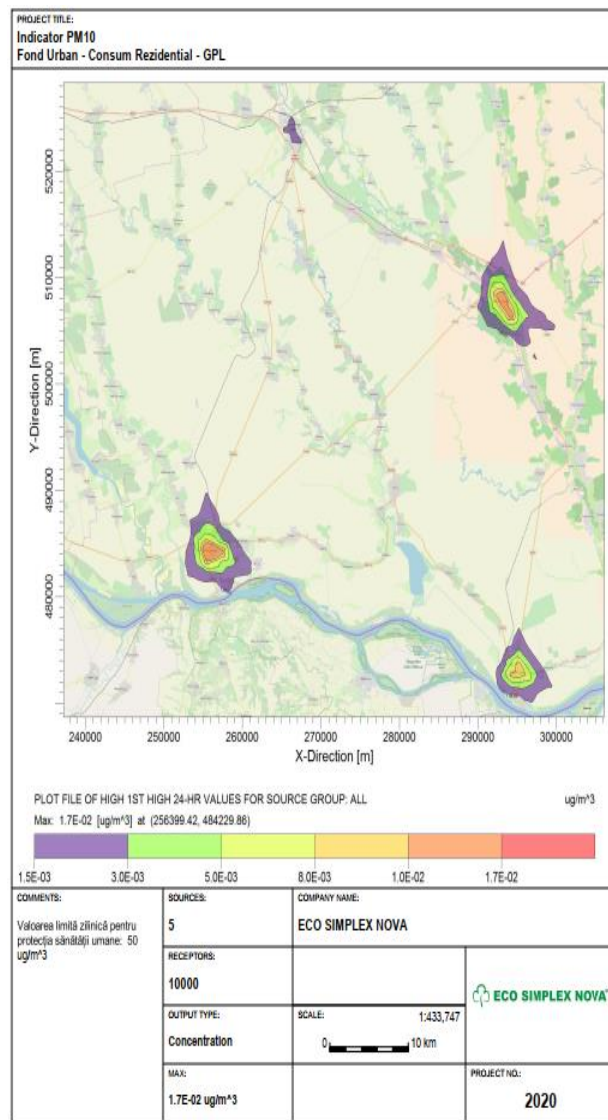 PROJECT TITLE:
Indicator PM10
Fond Urban - Consum Rezidential - GPL
Y-Direction [m]
520000
510000
500000
490000
480000
240000 250000 260000 270000 280000 290000 300000
X-Direction [m]
PLOT FILE OF HIGH 1ST HIGH 24-HR VALUES FOR SOURCE GROUP: ALL ug/m^3
Max: 1.7E-02 [ug/m^3] at (256399.42, 484229.86)
1.5E-03 3.0E-03 5.0E-03 8.0E-03 1.0E-02 1.7E-02
COMMENTS:
Valoarea limită zilinică pentru
protecția sănătății umane: 50
ug/m^3
SOURCES:
5
COMPANY NAME:
ECO SIMPLEX NOVA
RECEPTORS:
10000
OUTPUT TYPE:
Concentration
SCALE: 1:433,747
0 10 km
ECO SIMPLEX NOVA
MAX:
1.7E-02 ug/m^3
PROJECT NO.:
2020